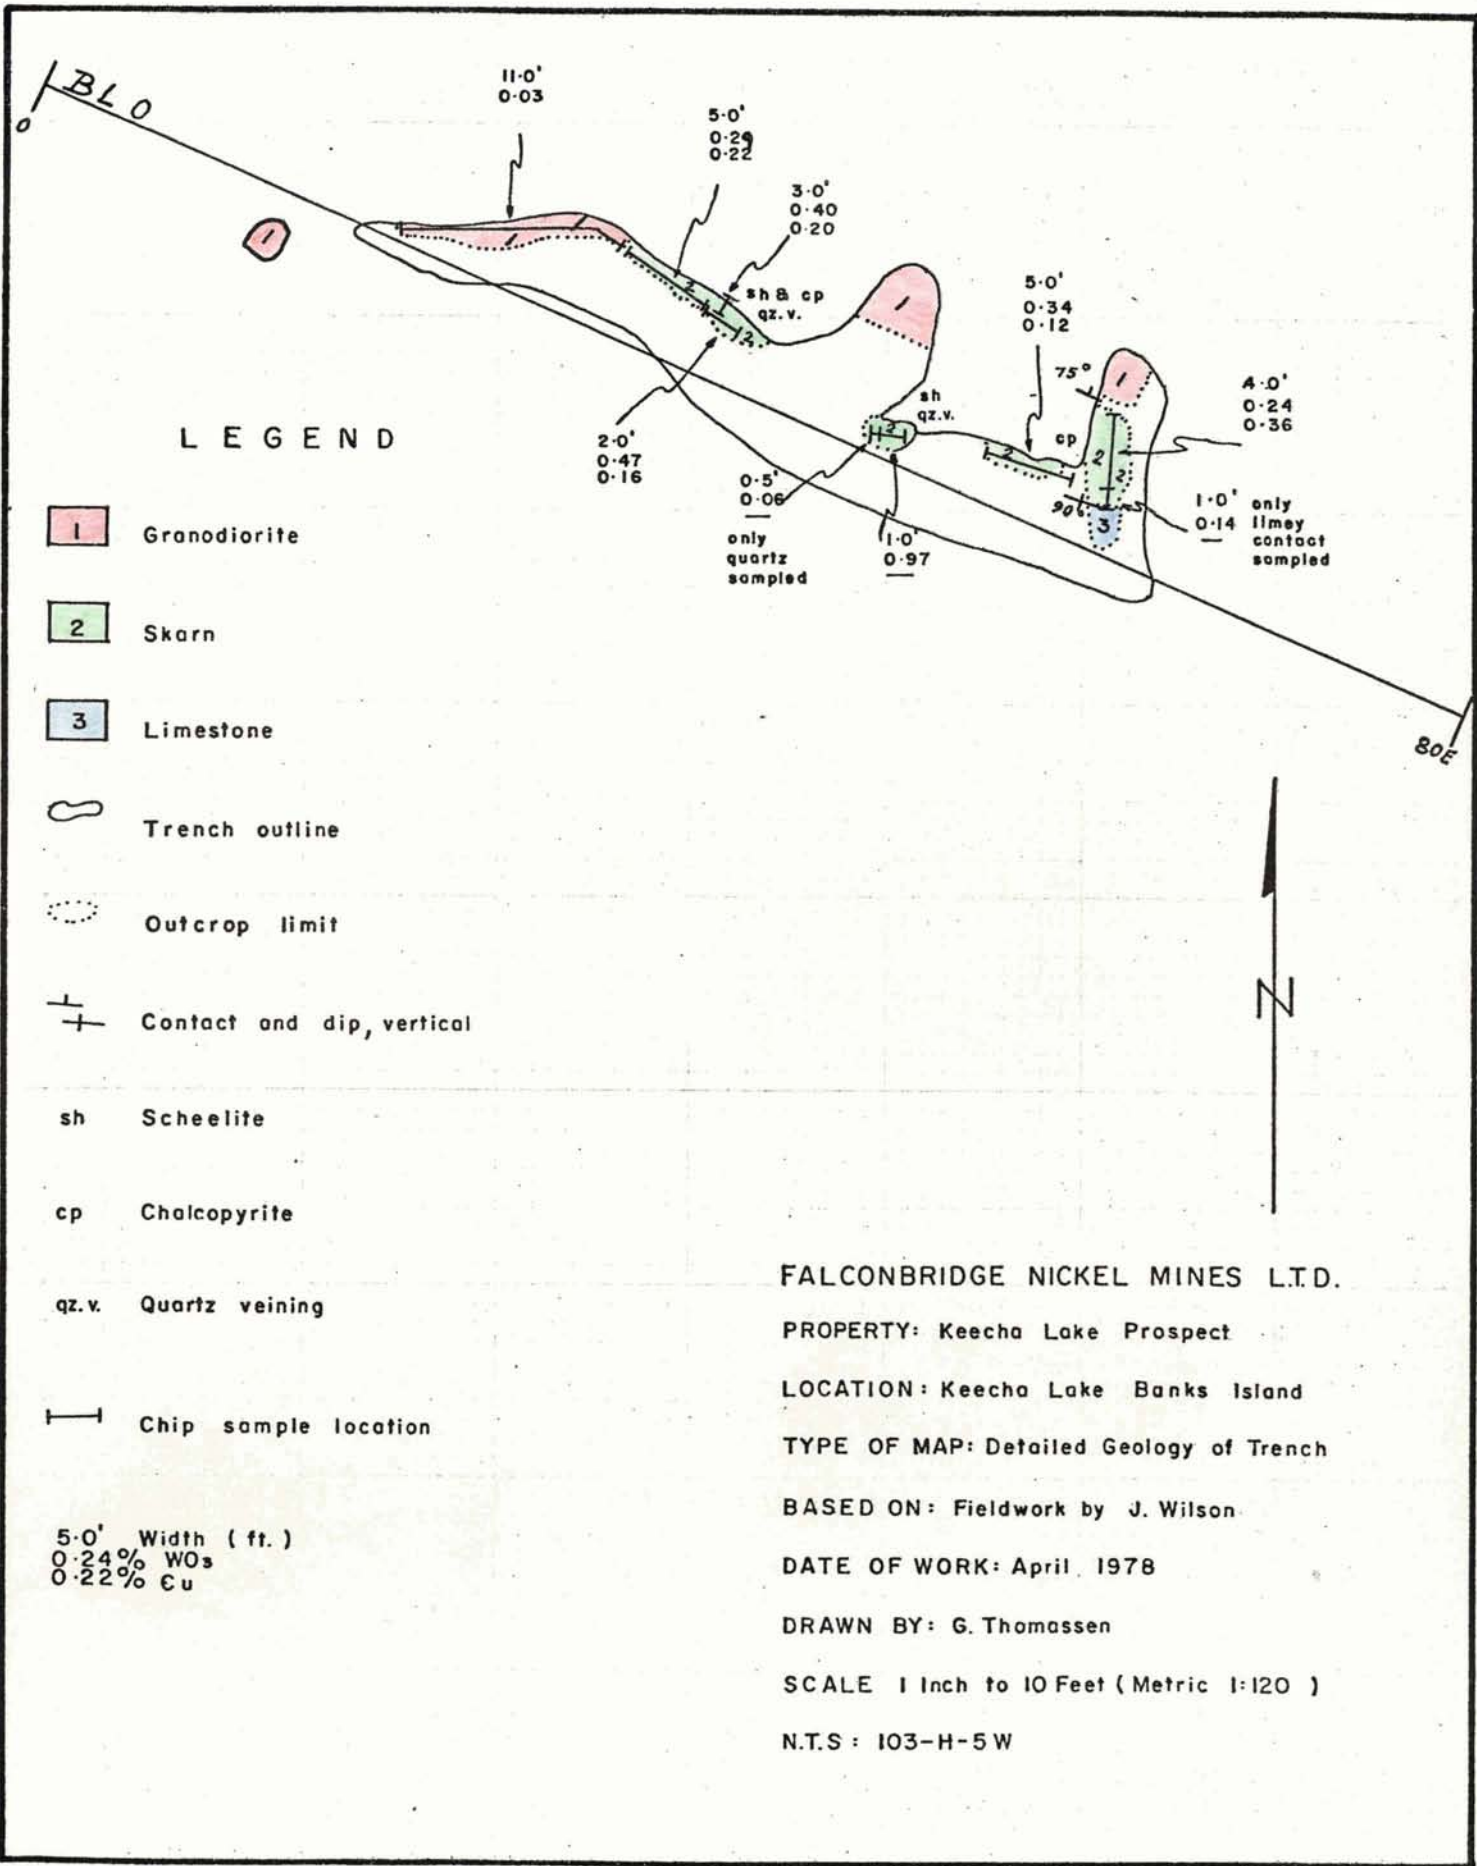 BL O
O
11·0'
0·03
5·0'
0·22
3·0'
0·40
0·20
1
1
1
2
2
sh & cp
qz. v.
1
5·0'
0·34
0·12
75°
1
sh
qz.v.
cp
4·0'
0·24
0·36
2
2
2
2
2·0'
0·47
0·16
0·5'
0·06
only
quartz
sampled
1·0'
0·97
90°
3
1·0' only
0·14 limey
contact
sampled
80E
LEGEND
1 Granodiorite
2 Skarn
3 Limestone
Trench outline
Outcrop limit
Contact and dip, vertical
sh Scheelite
cp Chalcopyrite
qz. v. Quartz veining
Chip sample location
5·0' Width (ft.)
0·24% WO3
0·22% Cu
N
FALCONBRIDGE NICKEL MINES L.T.D.
PROPERTY: Keecha Lake Prospect
LOCATION: Keecha Lake Banks Island
TYPE OF MAP: Detailed Geology of Trench
BASED ON: Fieldwork by J. Wilson
DATE OF WORK: April 1978
DRAWN BY: G. Thomassen
SCALE 1 Inch to 10 Feet (Metric 1:120 )
N.T.S : 103-H-5W